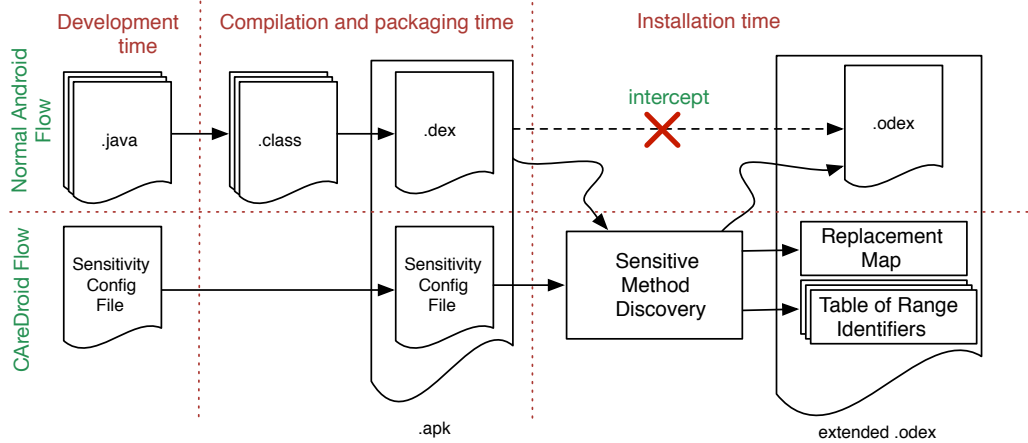 Development
time
Compilation and packaging time
Installation time
Normal Android
Flow
.java
.class
.dex
intercept
.odex
CAreDroid Flow
Sensitivity
Config
File
Sensitivity
Config
File
Sensitive
Method
Discovery
Replacement
Map
Table of Range
Identifiers
.apk
extended .odex